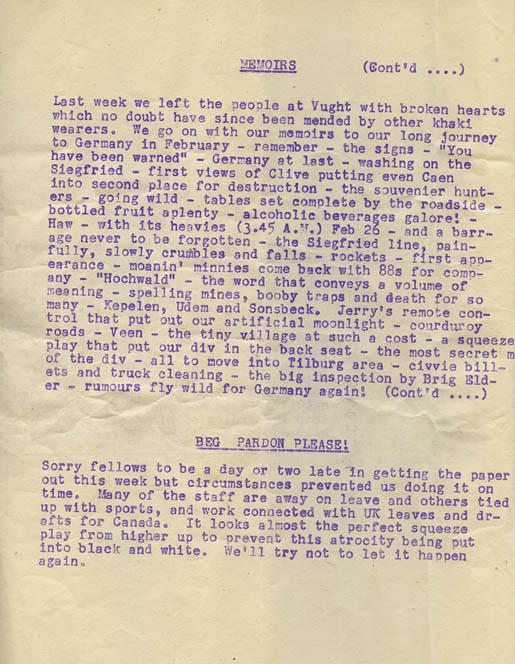 MEMOIRS (Cont'd ....)
Last week we left the people at Vught with broken hearts
which no doubt have since been mended by other khaki
wearers. We go on with our memoirs to our long journey
to Germany in February - remember - the signs - "You
have been warned" - Germany at last - washing on the
Siegfried - first views of Clive putting even Caen
into second place for destruction - the souvenier hunt-
ers - going wild - tables set complete by the roadside -
bottled fruit aplenty - alcoholic beverages galore! -
Haw - with its heavies (3.45 A.M.) Feb 26 - and a barr-
age never to be forgotten - the Siegfried line, pain-
fully, slowly crumbles and falls - rockets - first app-
earance - moanin' minnies come back with 88s for comp-
any - "Hochwald" - the word that conveys a volume of
meaning - spelling mines, booby traps and death for so
many - Kepelen, Udem and Sonsbeck. Jerry's remote con-
trol that put out our artificial moonlight - courduroy
roads - Veen - the tiny village at such a cost - a squeeze
play that put our div in the back seat - the most secret m
of the div - all to move into Tilburg area - civvie bill-
ets and truck cleaning - the big inspection by Brig Eld-
er - rumours fly wild for Germany again! (Cont'd ....)
BEG PARDON PLEASE!
Sorry fellows to be a day or two late in getting the paper
out this week but circumstances prevented us doing it on
time. Many of the staff are away on leave and others tied
up with sports, and work connected with UK leaves and dr-
afts for Canada. It looks almost the perfect squeeze
play from higher up to prevent this atrocity being put
into black and white. We'll try not to let it happen
again.